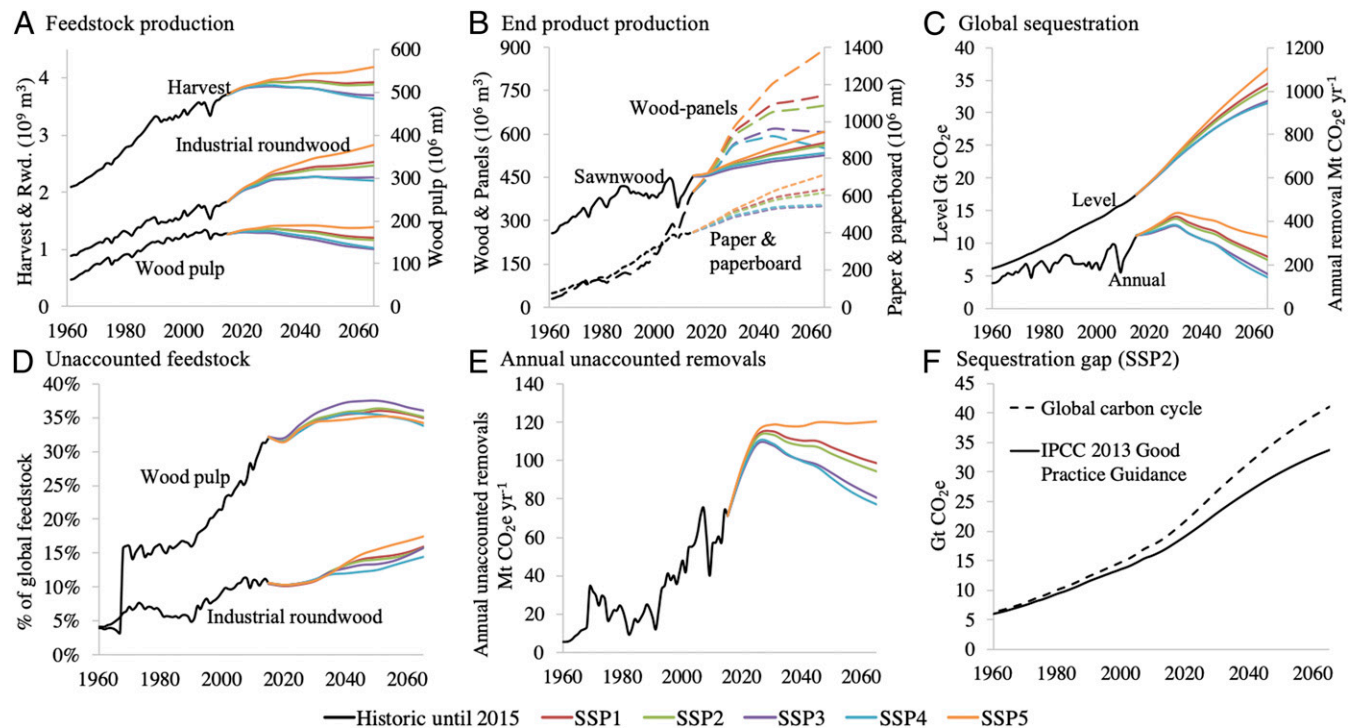 A Feedstock production
Harvest & Rwd. (10⁹ m³)
4
3
2
1
0
600
500
400
300
200
100
0
Wood pulp (10⁶ mt)
Harvest
Industrial roundwood
Wood pulp
1960 1980 2000 2020 2040 2060
B End product production
Wood & Panels (10⁶ m³)
900
750
600
450
300
150
0
1400
1200
1000
800
600
400
200
0
Paper & paperboard (10⁶ mt)
Wood-panels
Sawnwood
Paper &
paperboard
1960 1980 2000 2020 2040 2060
C Global sequestration
Level Gt CO₂e
40
35
30
25
20
15
10
5
0
1200
1000
800
600
400
200
0
Annual removal Mt CO₂e yr⁻¹
Level
Annual
1960 1980 2000 2020 2040 2060
D Unaccounted feedstock
% of global feedstock
40%
35%
30%
25%
20%
15%
10%
5%
0%
Wood pulp
Industrial roundwood
1960 1980 2000 2020 2040 2060
E Annual unaccounted removals
Annual unaccounted removals
Mt CO₂e yr⁻¹
140
120
100
80
60
40
20
0
1960 1980 2000 2020 2040 2060
F Sequestration gap (SSP2)
Gt CO₂e
45
40
35
30
25
20
15
10
5
0
Global carbon cycle
IPCC 2013 Good
Practice Guidance
1960 1980 2000 2020 2040 2060
Historic until 2015 SSP1 SSP2 SSP3 SSP4 SSP5